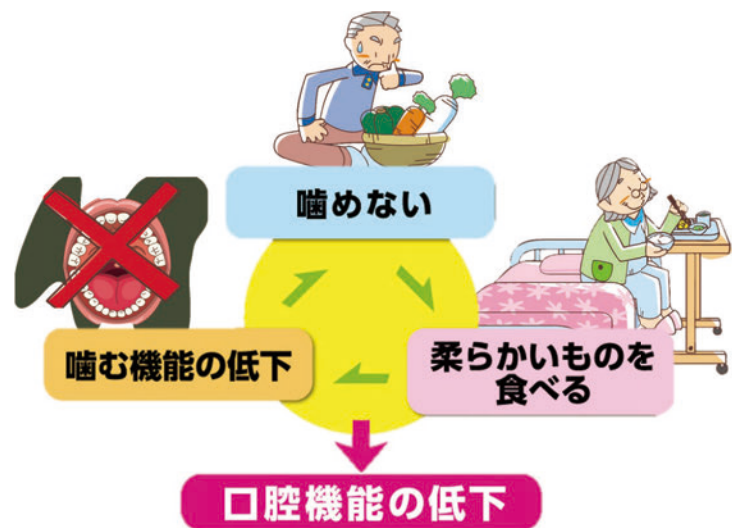 噛めない
噛む機能の低下
柔らかいものを
食べる
口腔機能の低下